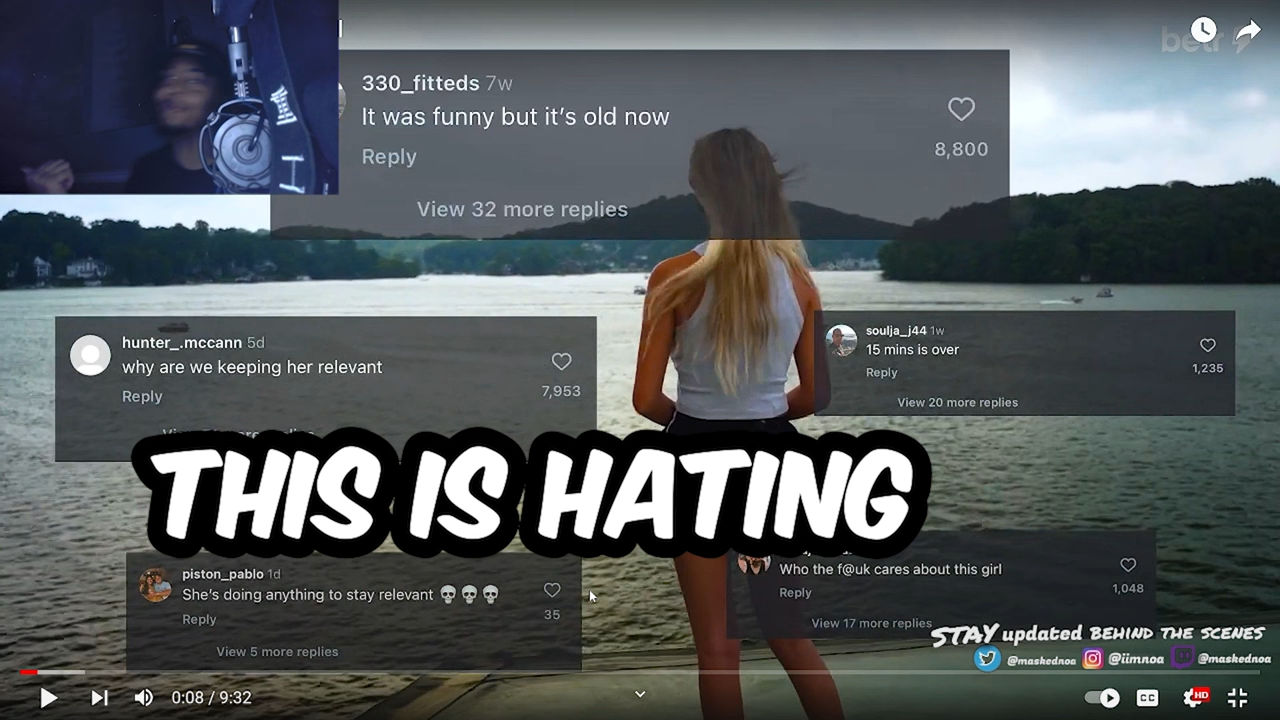 betr
330_fitteds 7w
It was funny but it's old now
8,800
Reply
View 32 more replies
hunter_.mccann 5d
why are we keeping her relevant
7,953
Reply
soulja_j44 1w
15 mins is over
1,235
Reply
View 20 more replies
THIS IS HATING
piston_pablo 1d
She's doing anything to stay relevant 💀💀💀
35
Reply
View 5 more replies
Who the f@uk cares about this girl
1,048
Reply
View 17 more replies
STAY updated BEHIND THE SCENES
@maskednoa @iimnoa @maskednoa
0:08 / 9:32
CC
HD